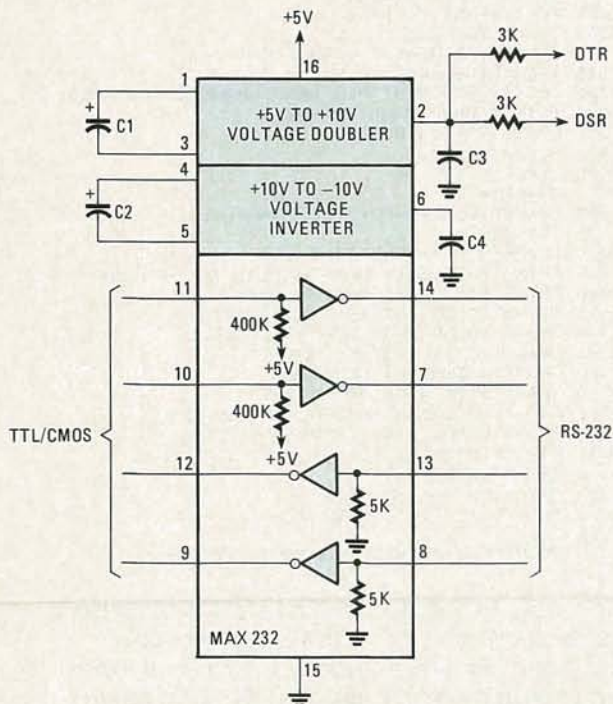 +5V
16
1
+
C1
3
+5V TO +10V
VOLTAGE DOUBLER
2
3K
DTR
3K
DSR
C3
4
+
C2
5
+10V TO −10V
VOLTAGE
INVERTER
6
C4
11
400K
+5V
14
10
400K
+5V
7
TTL/CMOS
RS-232
12
13
5K
9
8
5K
MAX 232
15